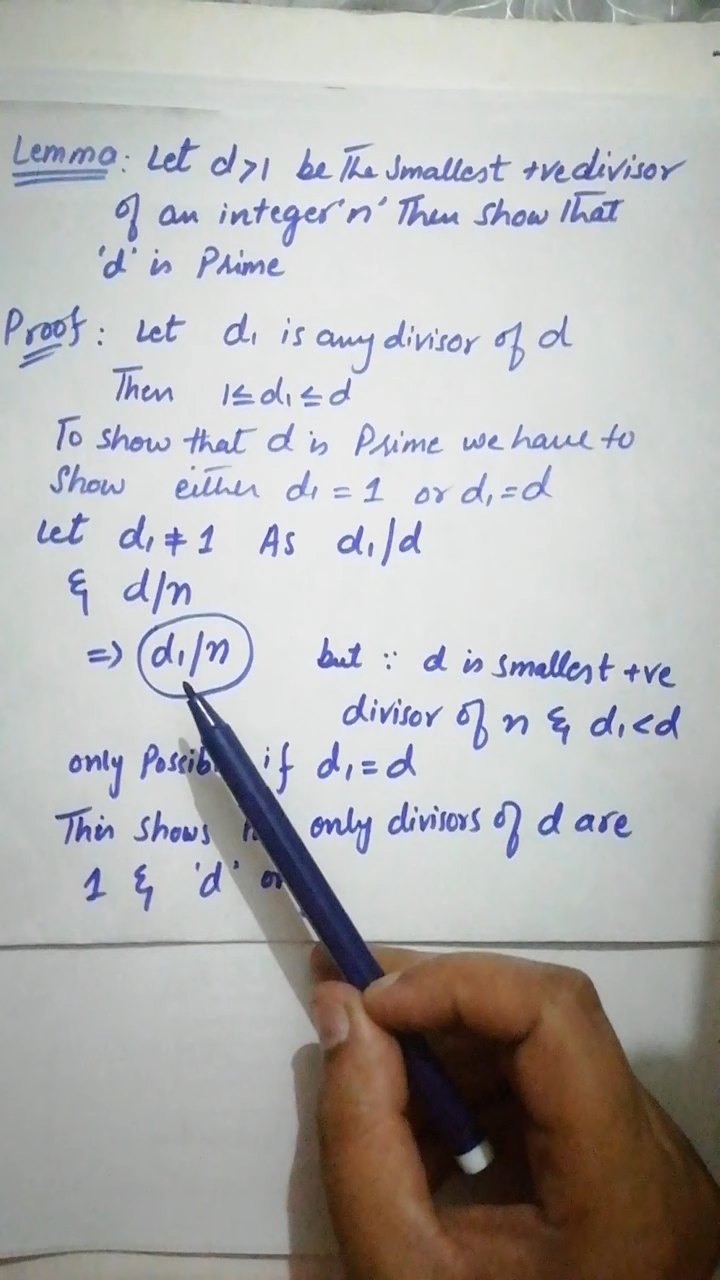 Lemma: Let d>1 be The smallest +ve divisor
of an integer 'n' Then show That
'd' is Prime
Proof: Let d₁ is any divisor of d
Then 1≤d₁≤d
To show that d is Prime we have to
show either d₁ = 1 or d₁=d
Let d₁ ≠ 1 As d₁/d
& d/n
=> d₁/n but ∵ d is smallest +ve
divisor of n & d₁<d
only if d₁=d
This shows only divisors of d are
1 & 'd'